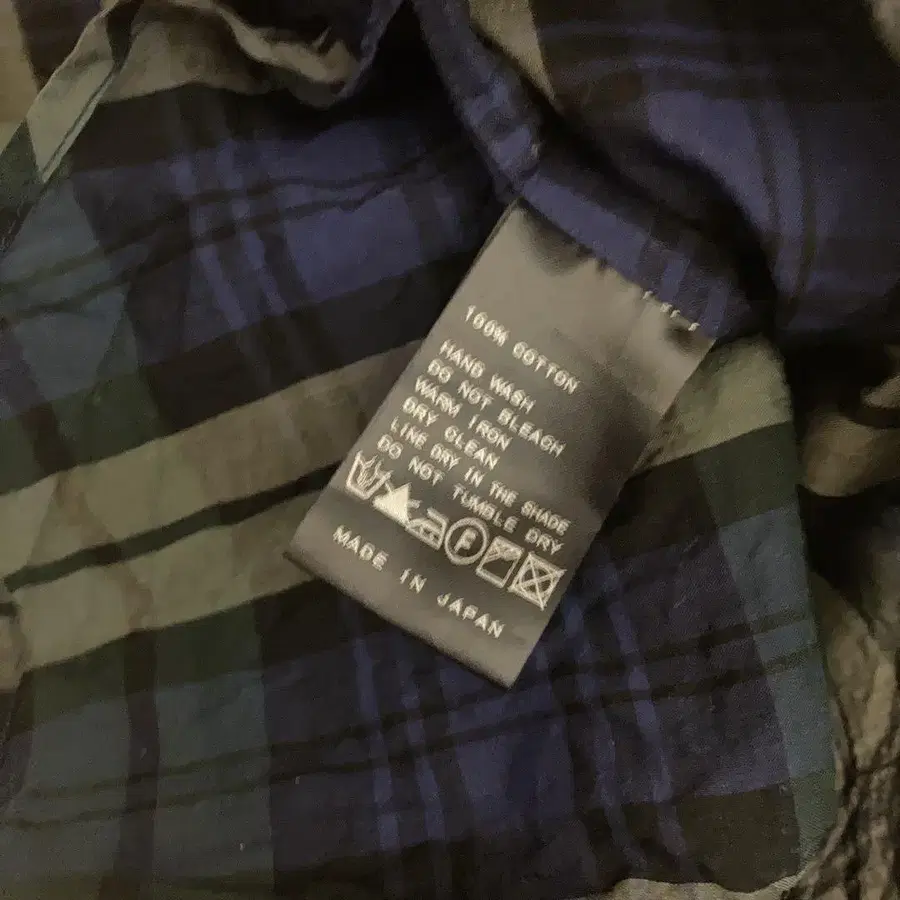 100% COTTON
HAND WASH
DO NOT BLEACH
WARM IRON
DRY CLEAN
LINE DRY IN THE SHADE
DO NOT TUMBLE DRY
F
MADE IN JAPAN